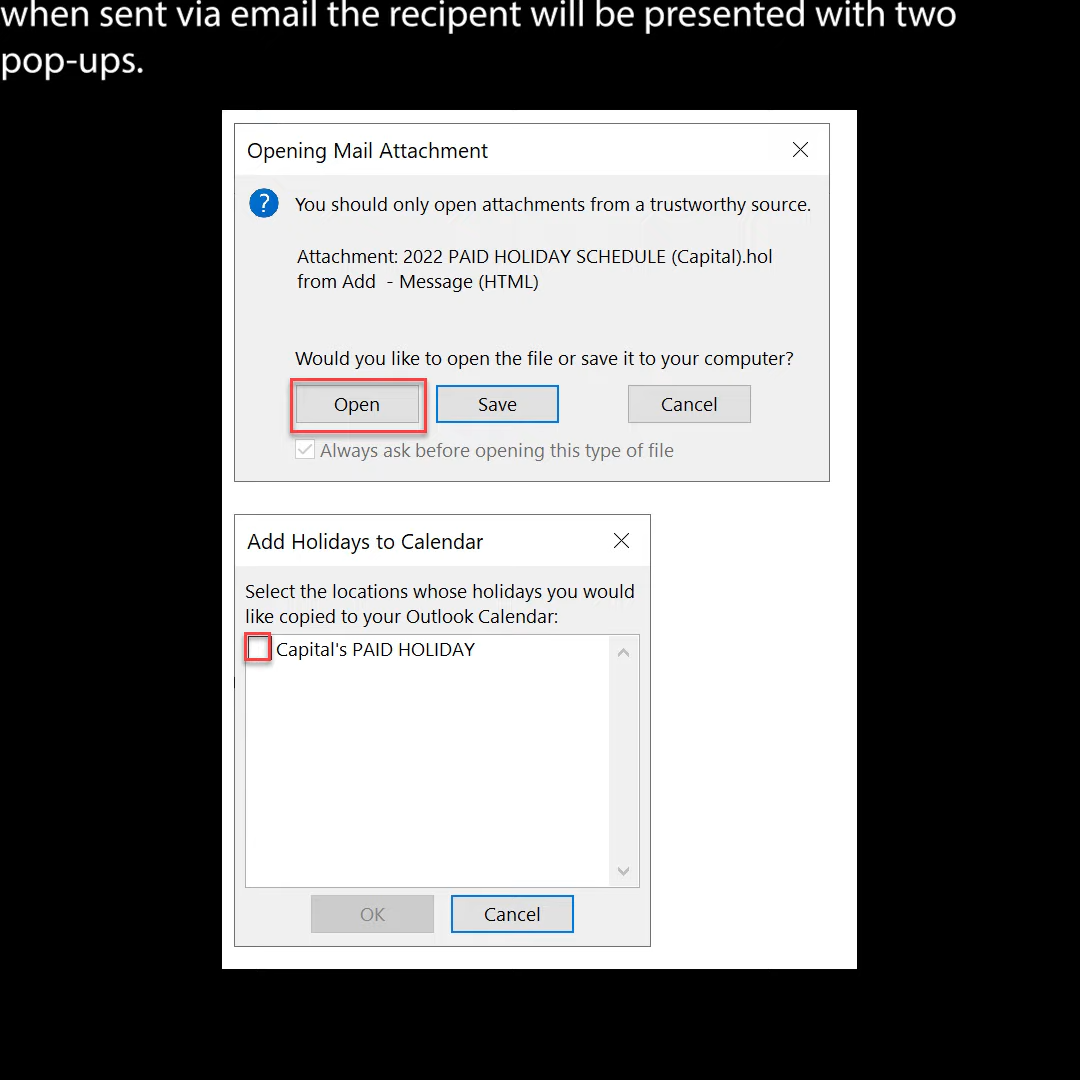 when sent via email the recipent will be presented with two
pop-ups.
Opening Mail Attachment
? You should only open attachments from a trustworthy source.
Attachment: 2022 PAID HOLIDAY SCHEDULE (Capital).hol
from Add - Message (HTML)
Would you like to open the file or save it to your computer?
Open Save Cancel
Always ask before opening this type of file
Add Holidays to Calendar
Select the locations whose holidays you would
like copied to your Outlook Calendar:
Capital's PAID HOLIDAY
OK Cancel